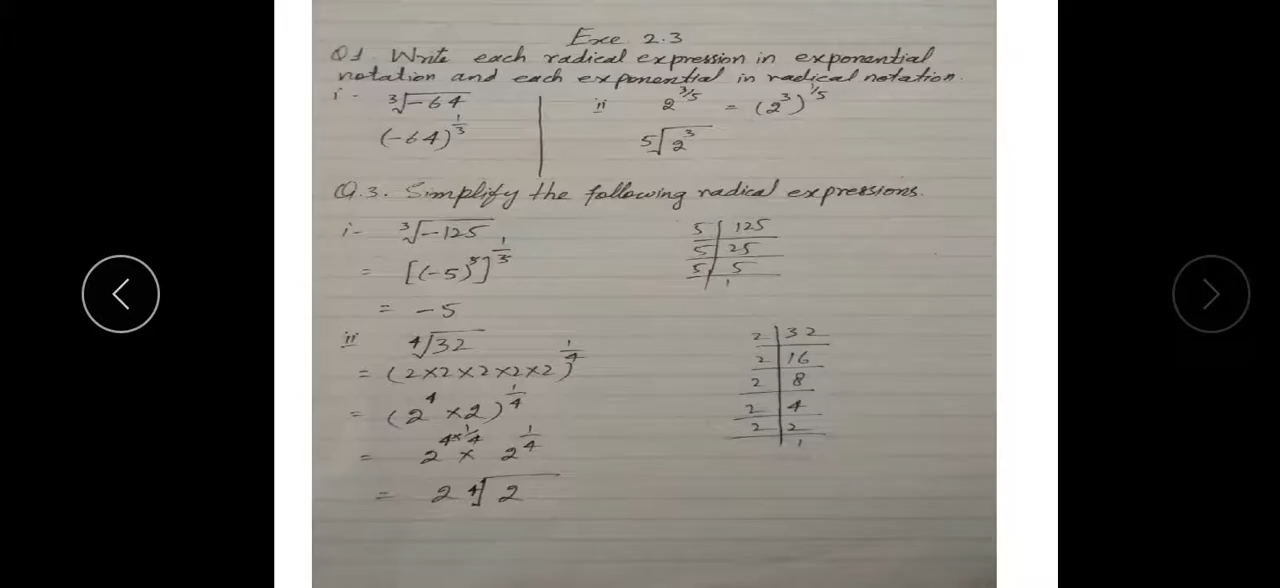 Exe 2.3
Q1 Write each radical expression in exponential
notation and each exponential in radical notation.
i- ∛-64
(-64)^{1/3}
ii 2^{3/5} = (2^3)^{1/5}
⁵√2^3
Q.3. Simplify the following radical expressions.
i- ∛-125
= [(-5)^3]^{1/3}
= -5
5 | 125
5 | 25
5 | 5
1
ii ⁴√32
= (2×2×2×2×2)^{1/4}
= (2^4 ×2)^{1/4}
= 2^{4×1/4} × 2^{1/4}
= 2 ⁴√2
2 | 32
2 | 16
2 | 8
2 | 4
2 | 2
1